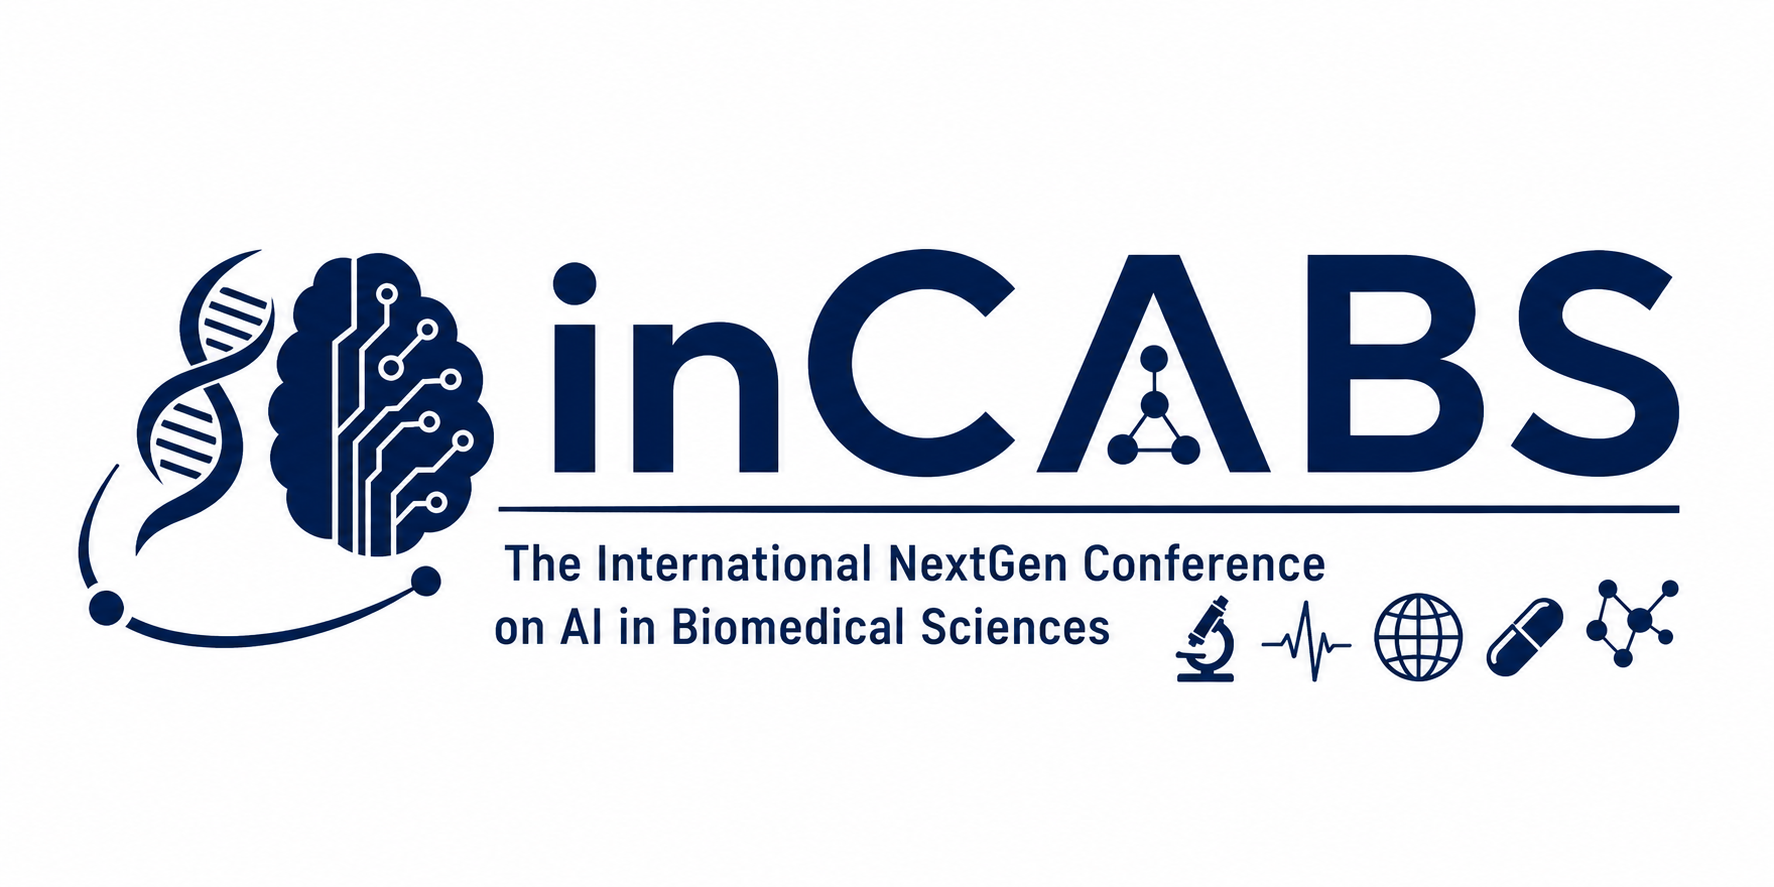 inCABS
The International NextGen Conference
on AI in Biomedical Sciences